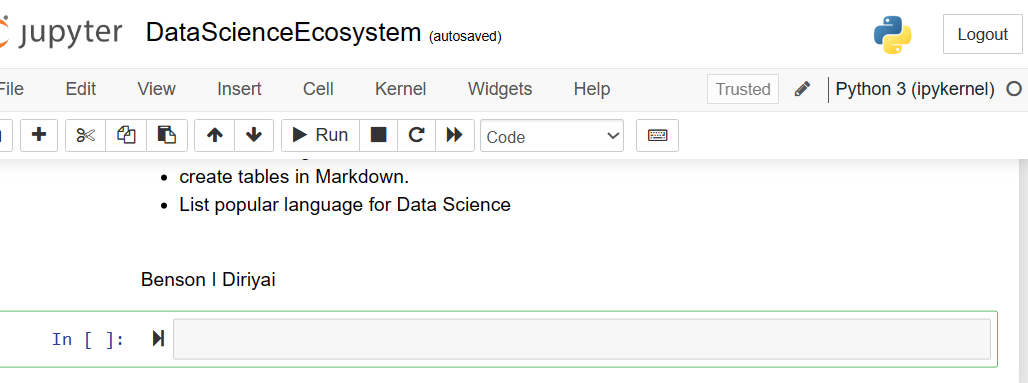 jupyter DataScienceEcosystem (autosaved)
Logout
File Edit View Insert Cell Kernel Widgets Help
Trusted
Python 3 (ipykernel)
Run
Code
create tables in Markdown.
List popular language for Data Science
Benson I Diriyai
In [ ]: